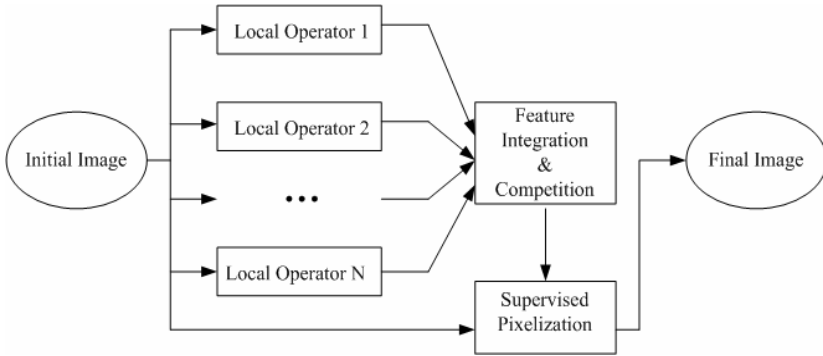 Local Operator 1
Local Operator 2
Initial Image
Feature
Integration
&
Competition
Final Image
•••
Local Operator N
Supervised
Pixelization